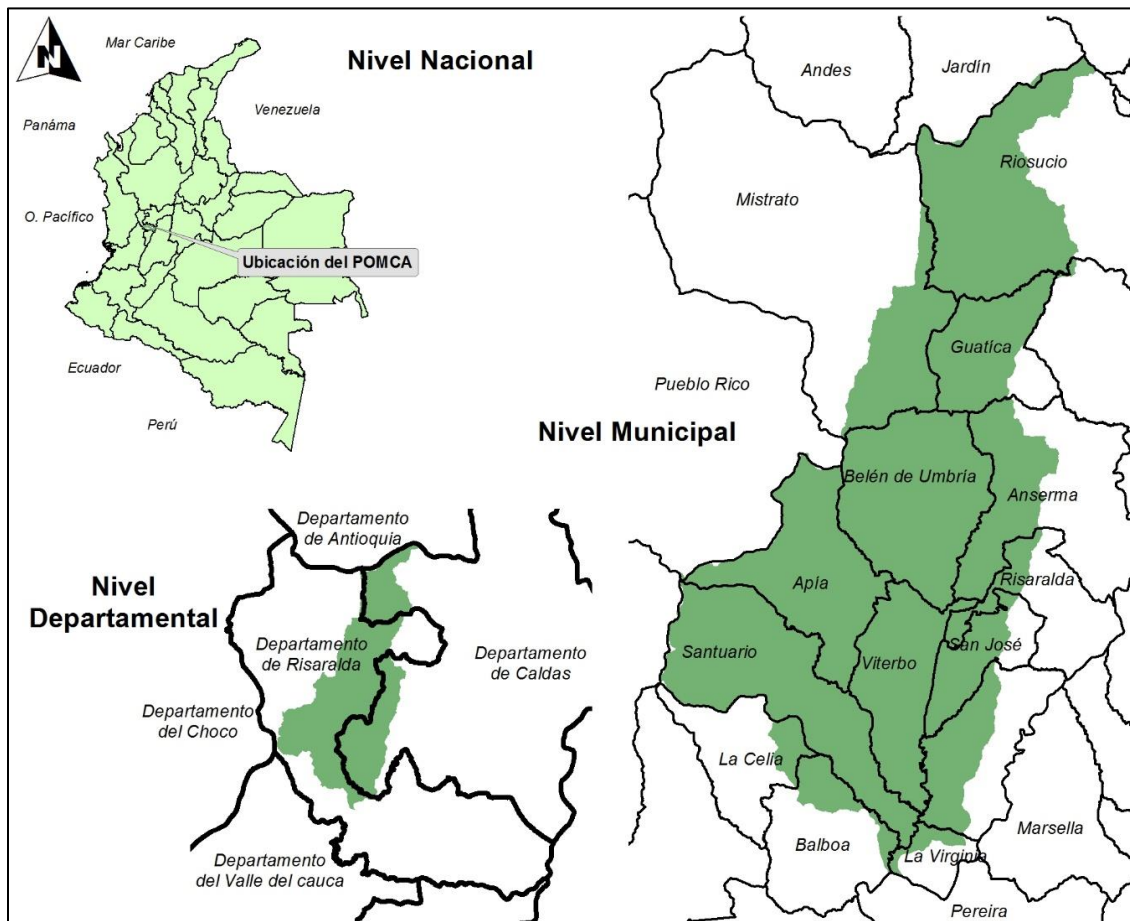 N
Nivel Nacional
Mar Caribe
Venezuela
Panáma
O. Pacífico
Ubicación del POMCA
Ecuador
Perú
Nivel
Departamental
Departamento
de Antioquia
Departamento
de Risaralda
Departamento
de Caldas
Departamento
del Choco
Departamento
del Valle del cauca
Nivel Municipal
Andes
Jardín
Riosucio
Mistrato
Guatica
Pueblo Rico
Belén de Umbría
Anserma
Apía
Risaralda
Santuario
Viterbo
San José
La Celia
Balboa
La Virginia
Marsella
Pereira